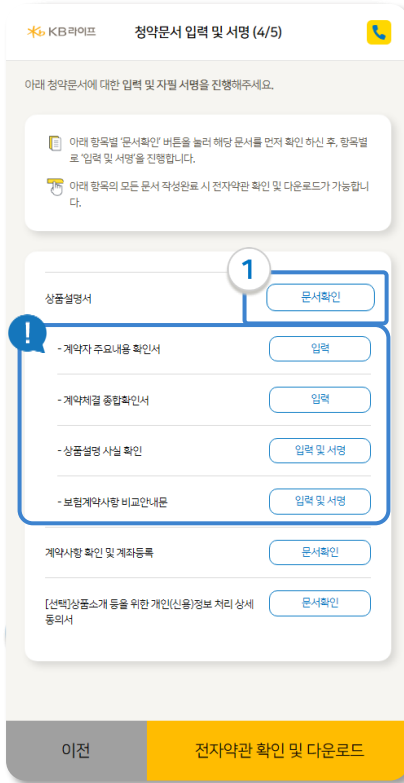 KB라이프
청약문서 입력 및 서명 (4/5)
아래 청약문서에 대한 입력 및 자필 서명을 진행해주세요.
아래 항목별 '문서확인' 버튼을 눌러 해당 문서를 먼저 확인 하신 후, 항목별
로 '입력 및 서명'을 진행합니다.
아래 항목의 모든 문서 작성완료 시 전자약관 확인 및 다운로드가 가능합니
다.
1
상품설명서
문서확인
!
- 계약자 주요내용 확인서
입력
- 계약체결 종합확인서
입력
- 상품설명 사실 확인
입력 및 서명
- 보험계약사항 비교안내문
입력 및 서명
계약사항 확인 및 계좌등록
문서확인
[선택]상품소개 등을 위한 개인(신용)정보 처리 상세
동의서
문서확인
이전
전자약관 확인 및 다운로드